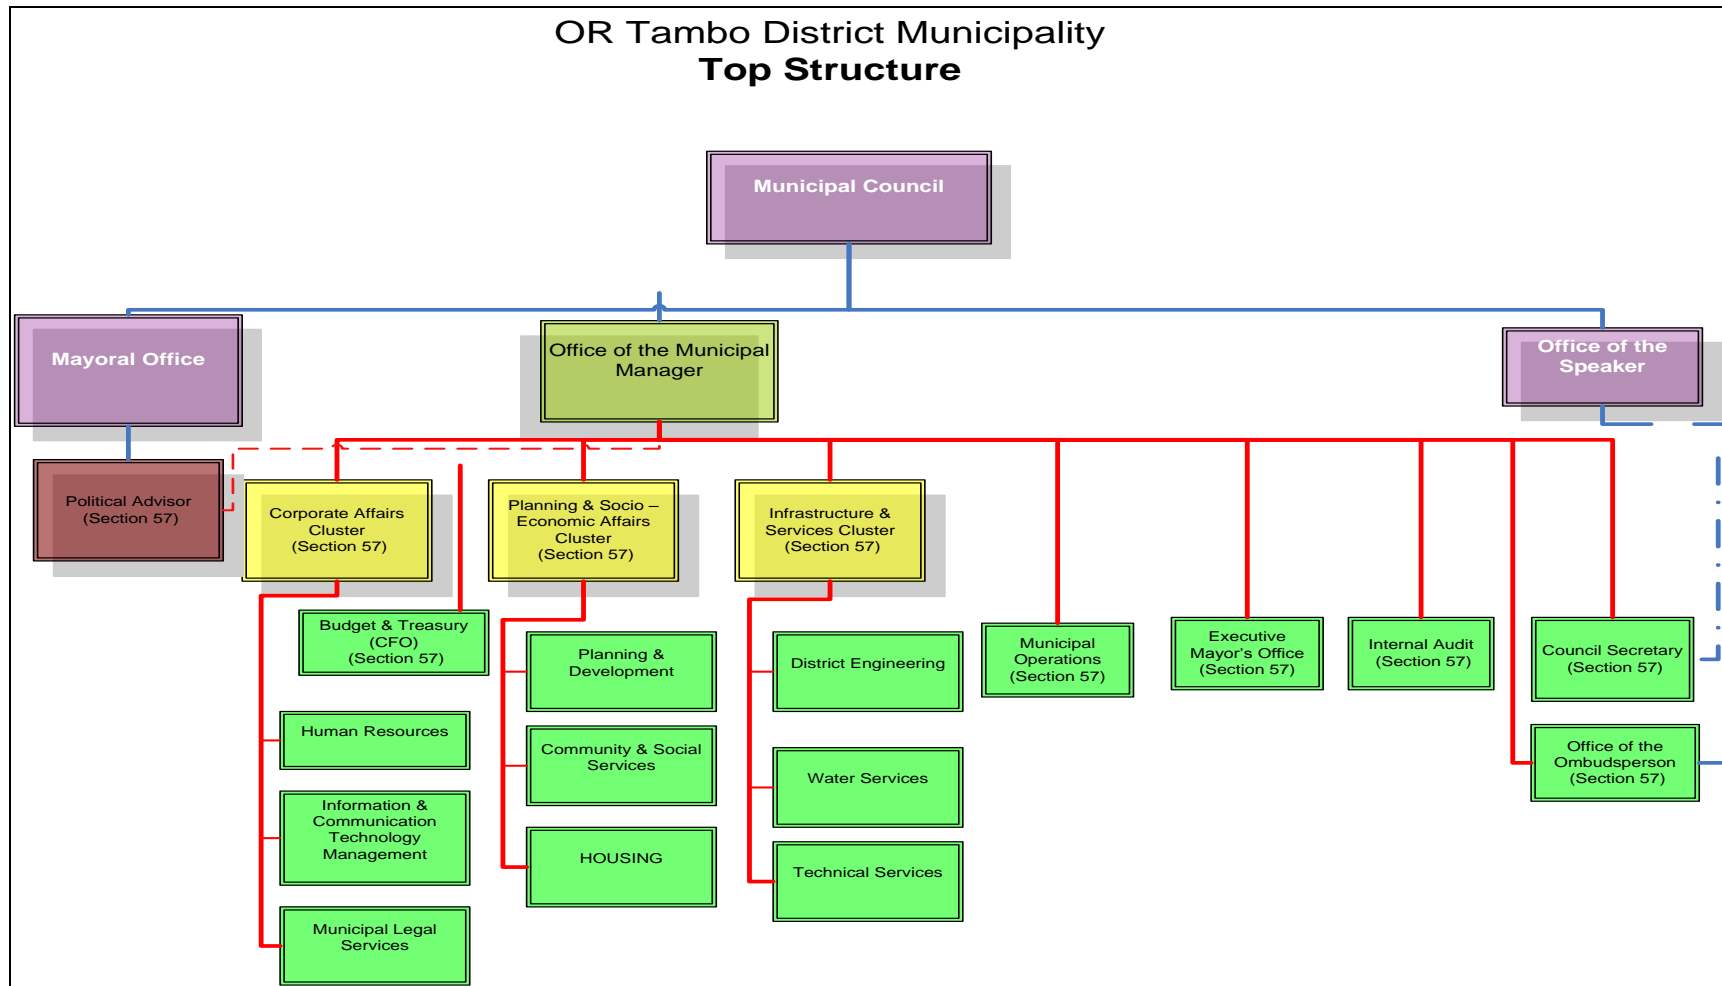 OR Tambo District Municipality
Top Structure
Municipal Council
Mayoral Office
Office of the Municipal
Manager
Office of the
Speaker
Political Advisor
(Section 57)
Corporate Affairs
Cluster
(Section 57)
Planning & Socio –
Economic Affairs
Cluster
(Section 57)
Infrastructure &
Services Cluster
(Section 57)
Budget & Treasury
(CFO)
(Section 57)
Planning &
Development
District Engineering
Municipal
Operations
(Section 57)
Executive
Mayor's Office
(Section 57)
Internal Audit
(Section 57)
Council Secretary
(Section 57)
Human Resources
Community & Social
Services
Water Services
Office of the
Ombudsperson
(Section 57)
Information &
Communication
Technology
Management
HOUSING
Technical Services
Municipal Legal
Services